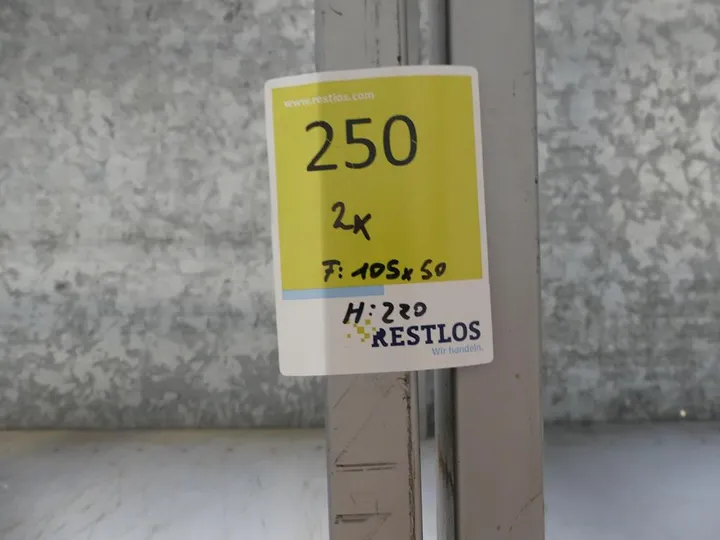 www.restlos.com
250
2x
F: 105x50
H: 220
RESTLOS
Wir handeln.